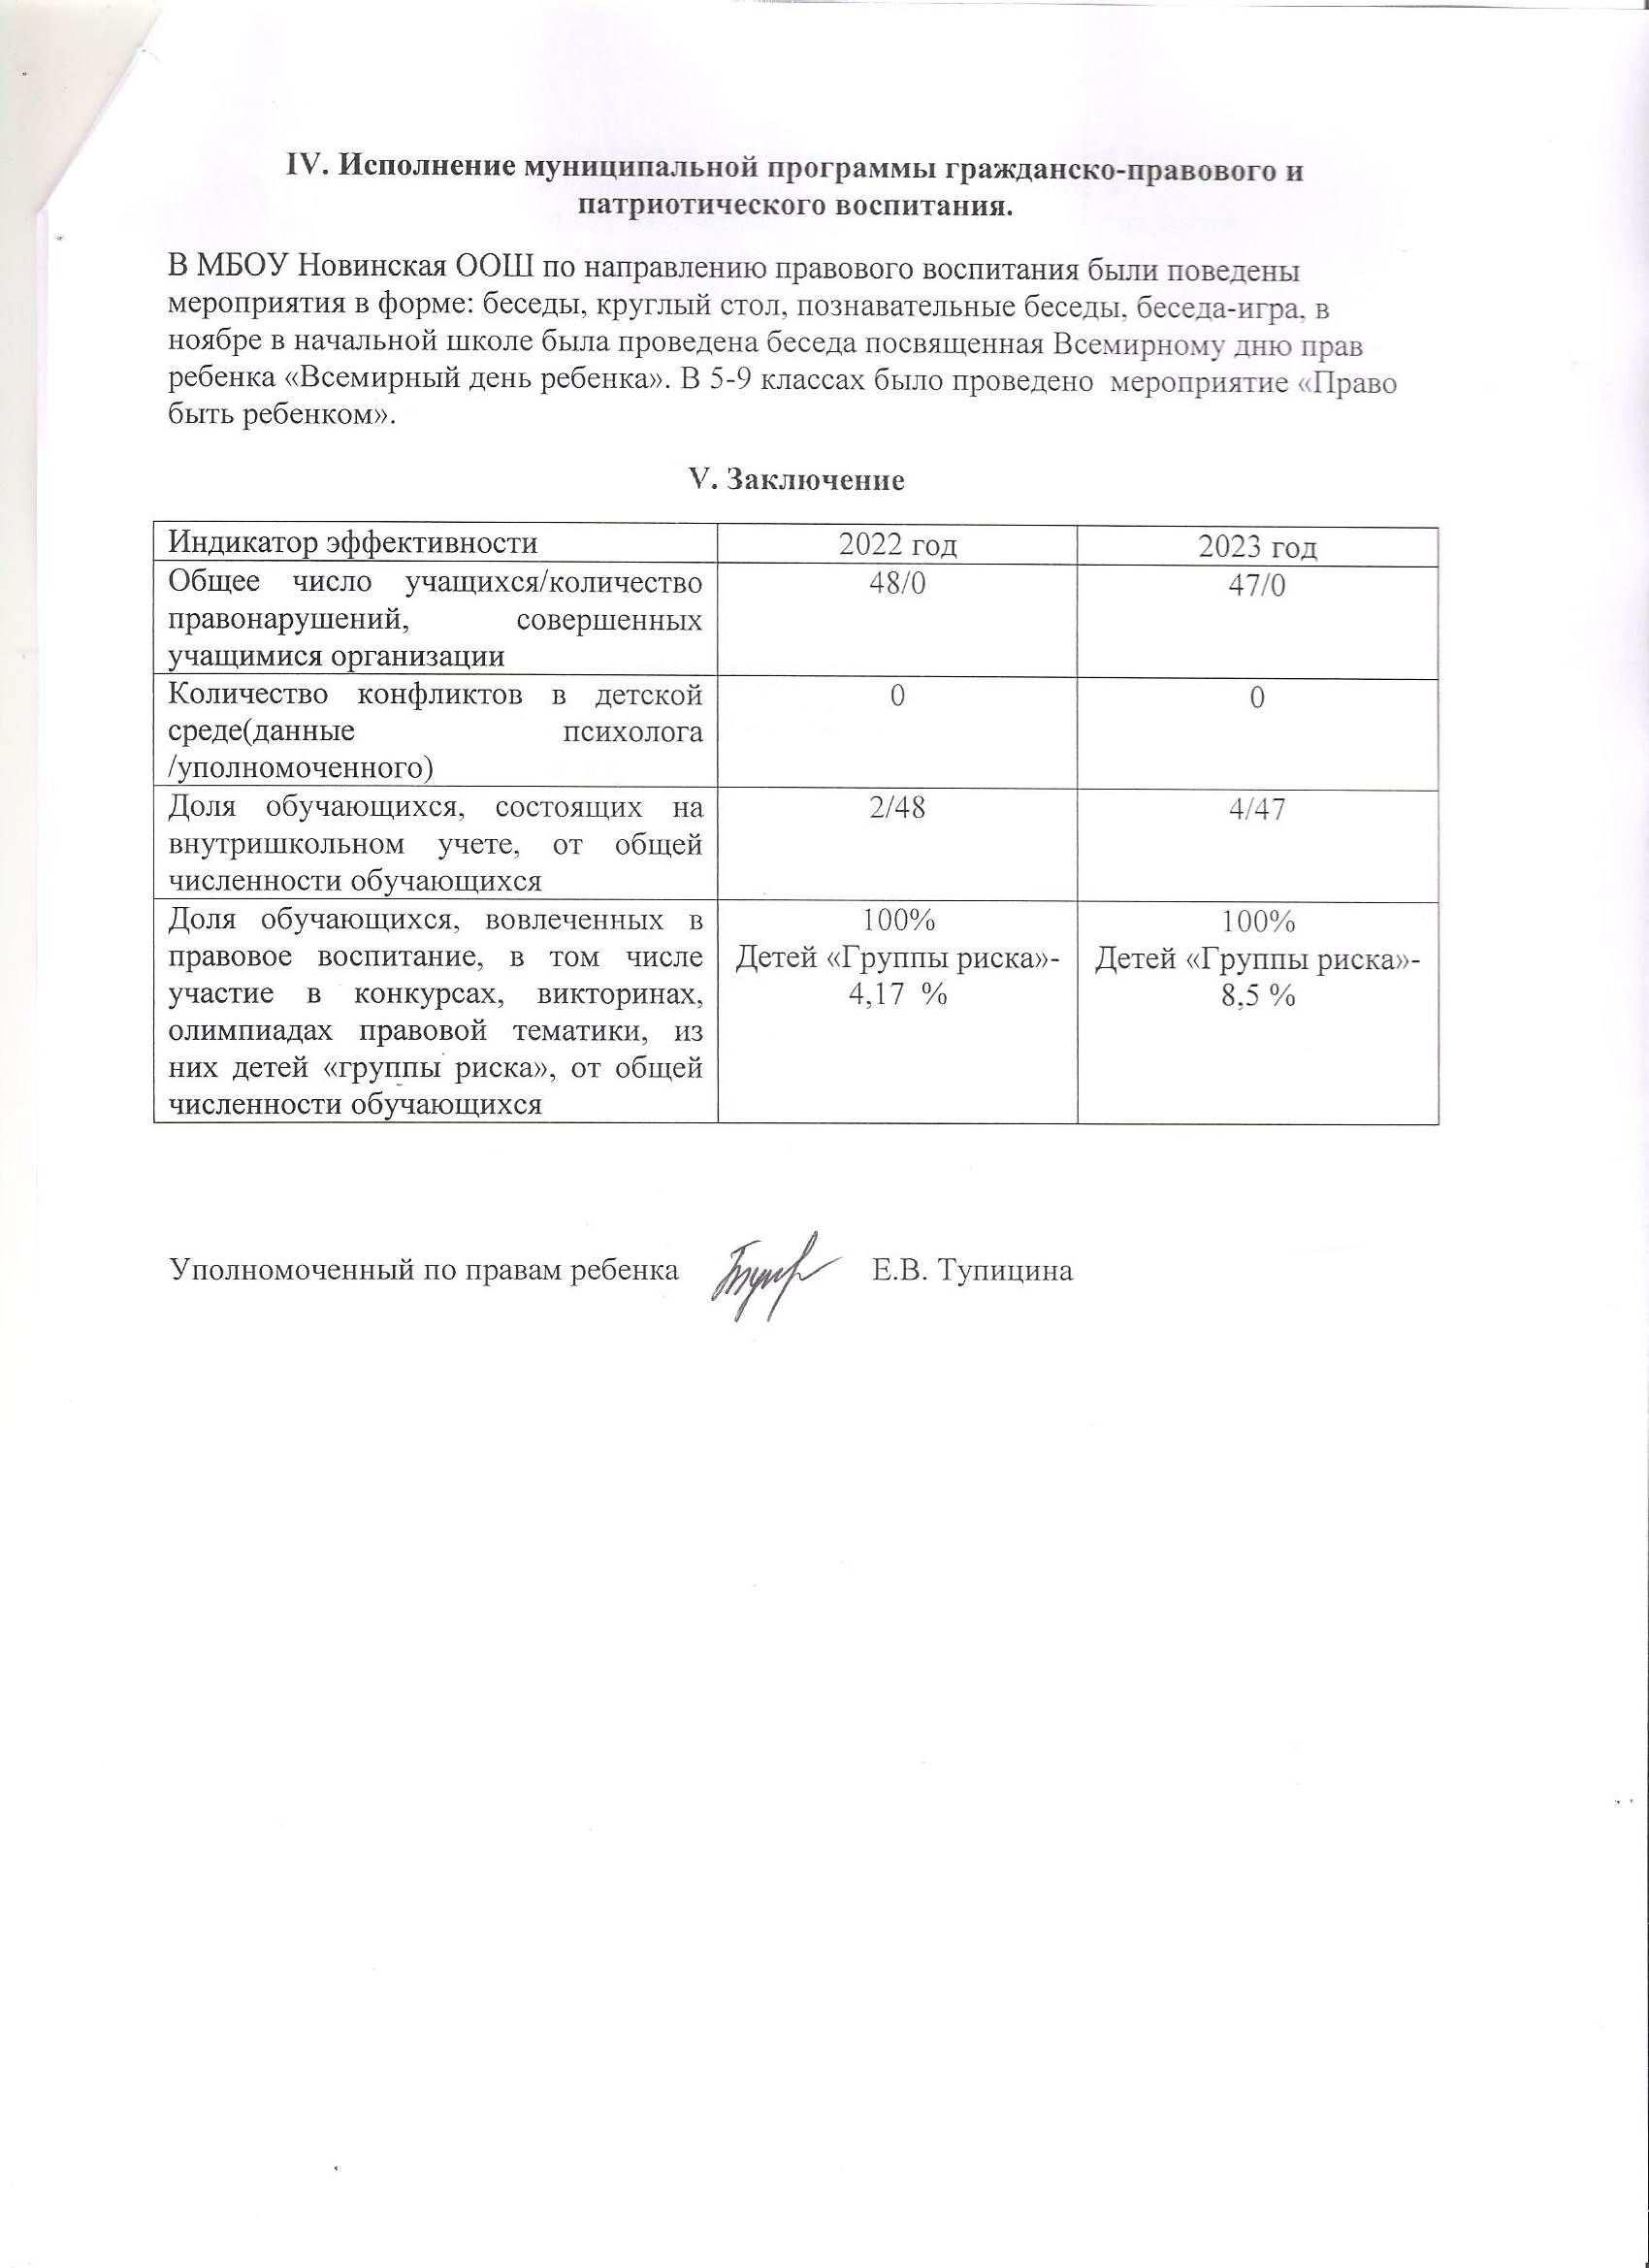 IV. Исполнение муниципальной программы гражданско-правового и
патриотического воспитания.
В МБОУ Новинская ООШ по направлению правового воспитания были поведены
мероприятия в форме: беседы, круглый стол, познавательные беседы, беседа-игра, в
ноябре в начальной школе была проведена беседа посвященная Всемирному дню прав
ребенка «Всемирный день ребенка». В 5-9 классах было проведено мероприятие «Право
быть ребенком».
V. Заключение
Индикатор эффективности 2022 год 2023 год
Общее число учащихся/количество 48/0 47/0
правонарушений, совершенных
учащимися организации
Количество конфликтов в детской 0 0
среде(данные психолога
/уполномоченного)
Доля обучающихся, состоящих на 2/48 4/47
внутришкольном учете, от общей
численности обучающихся
Доля обучающихся, вовлеченных в 100% 100%
правовое воспитание, в том числе Детей «Группы риска»- Детей «Группы риска»-
участие в конкурсах, викторинах, 4,17 % 8,5 %
олимпиадах правовой тематики, из
них детей «группы риска», от общей
численности обучающихся
Уполномоченный по правам ребенка Е.В. Тупицина